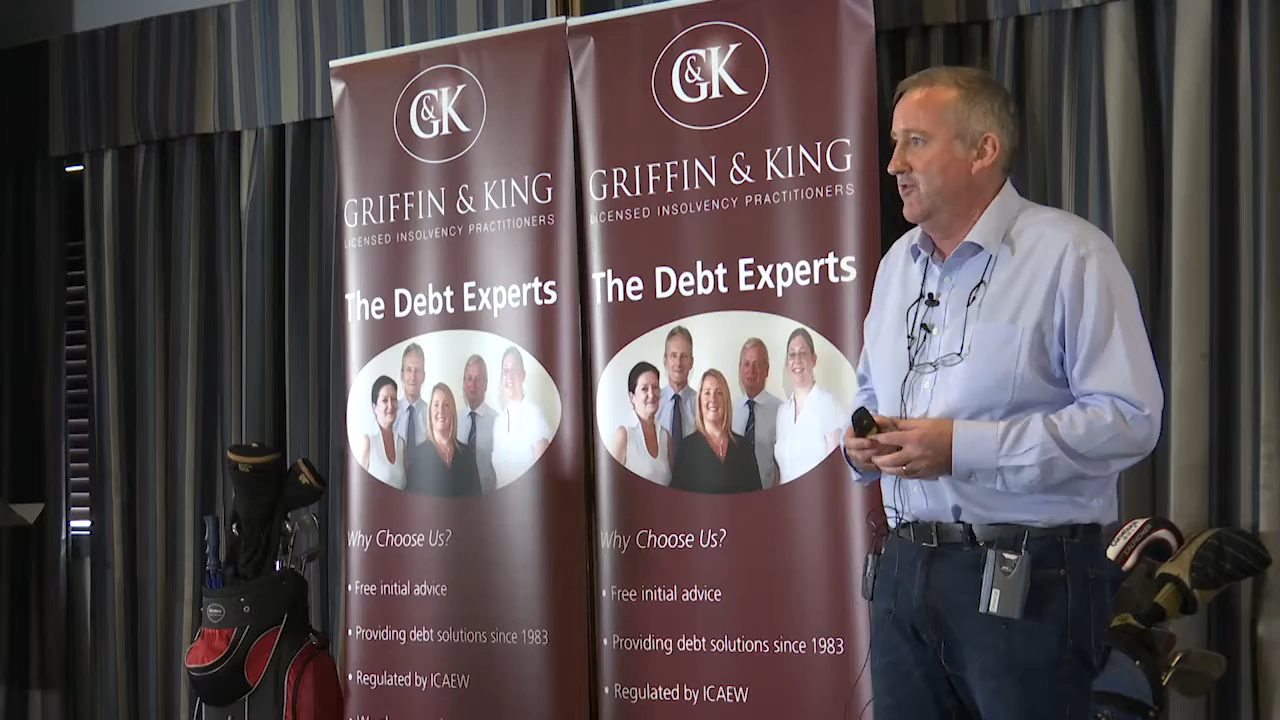 G&K
GRIFFIN & KING
LICENSED INSOLVENCY PRACTITIONERS
The Debt Experts
Why Choose Us?
• Free initial advice
• Providing debt solutions since 1983
• Regulated by ICAEW
G&K
GRIFFIN & KING
LICENSED INSOLVENCY PRACTITIONERS
The Debt Experts
Why Choose Us?
• Free initial advice
• Providing debt solutions since 1983
• Regulated by ICAEW